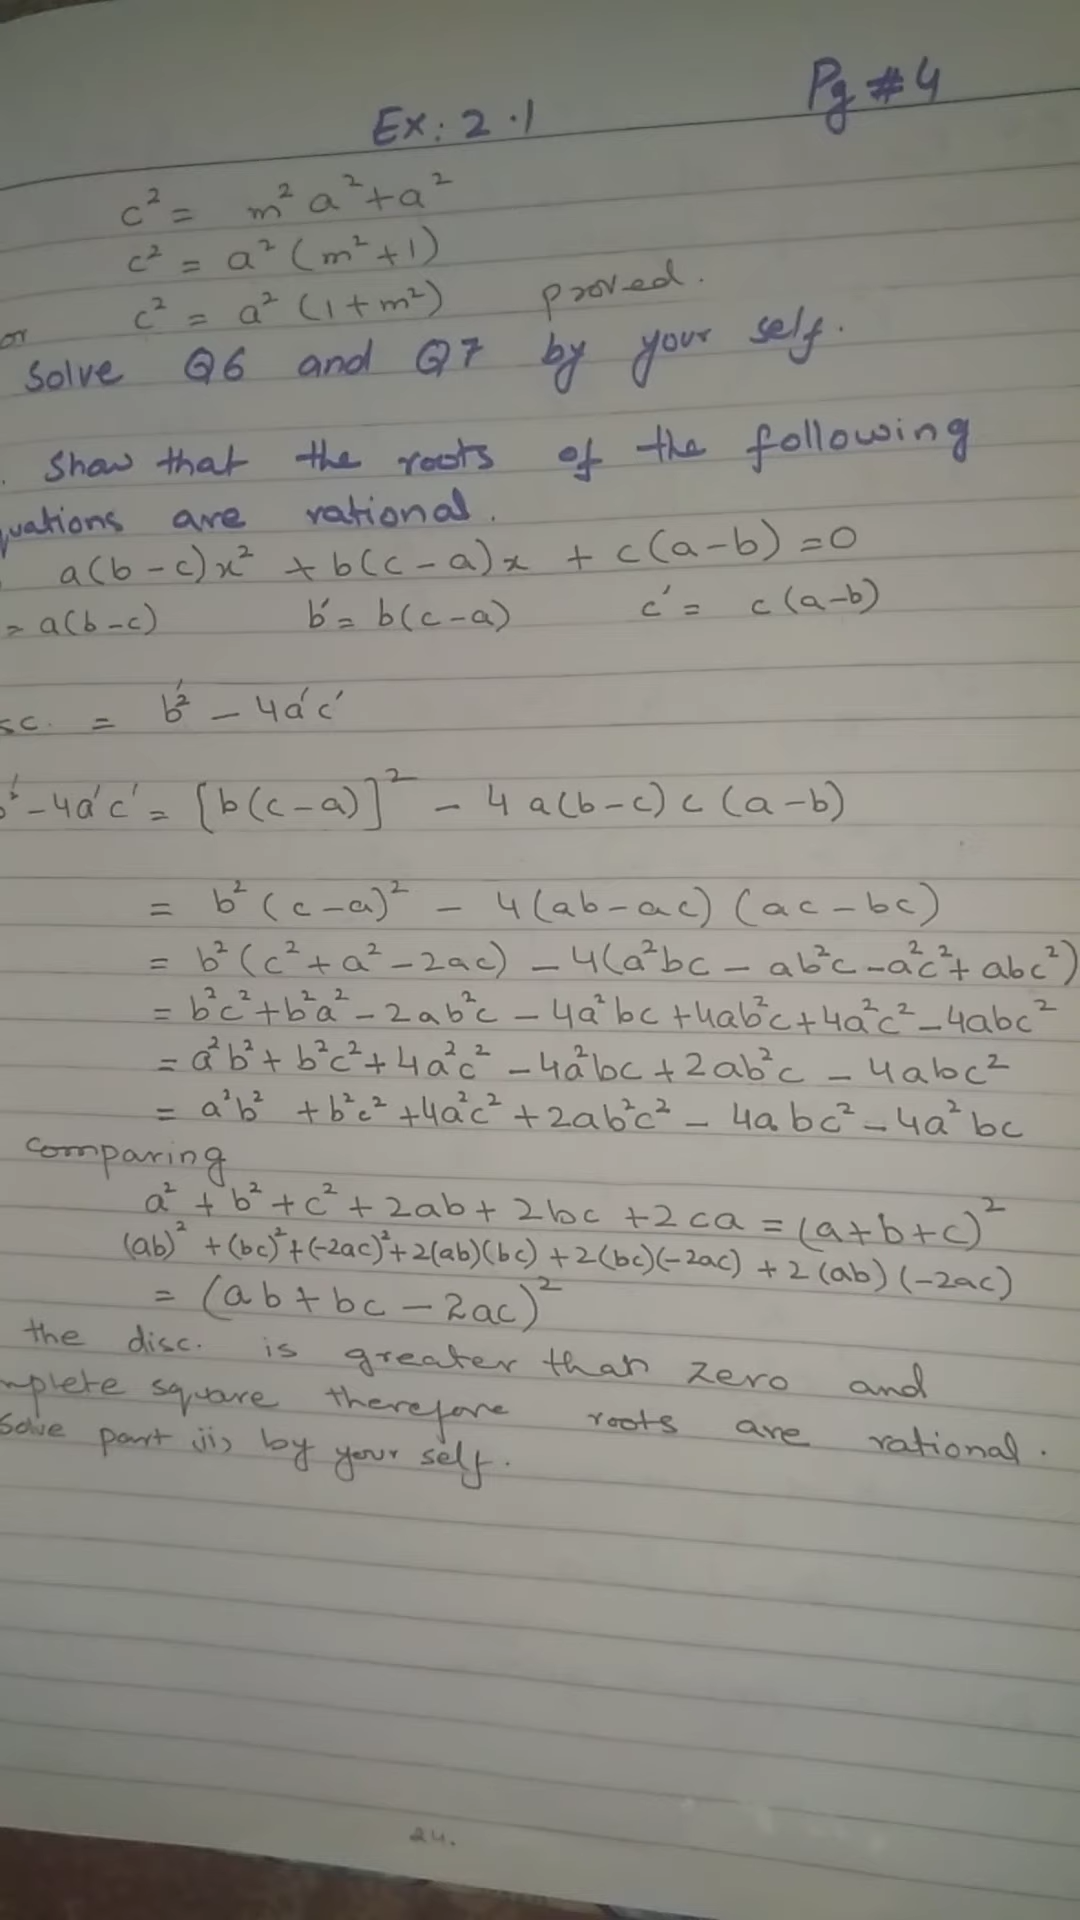 Ex: 2.1 Pg # 4
c² = m²a² + a²
c² = a² (m² + 1)
or c² = a² (1 + m²) proved.
Solve Q6 and Q7 by your self.
. Show that the roots of the following
quations are rational.
a(b-c)x² + b(c-a)x + c(a-b) = 0
= a(b-c) b' = b(c-a) c' = c(a-b)
sc. = b'² - 4a'c'
b'² - 4a'c' = [b(c-a)]² - 4a(b-c)c(a-b)
= b²(c-a)² - 4(ab-ac)(ac-bc)
= b²(c²+a²-2ac) - 4(a²bc - ab²c - a²c² + abc²)
= b²c² + b²a² - 2ab²c - 4a²bc + 4ab²c + 4a²c² - 4abc²
= a²b² + b²c² + 4a²c² - 4a²bc + 2ab²c - 4abc²
= a²b² + b²c² + 4a²c² + 2ab²c² - 4abc² - 4a²bc
Comparing
a² + b² + c² + 2ab + 2bc + 2ca = (a+b+c)²
(ab)² + (bc)² + (-2ac)² + 2(ab)(bc) + 2(bc)(-2ac) + 2(ab)(-2ac)
= (ab + bc - 2ac)²
the disc. is greater than zero and
mplete square therefore roots are rational.
Solve part ii, by your self.
24.